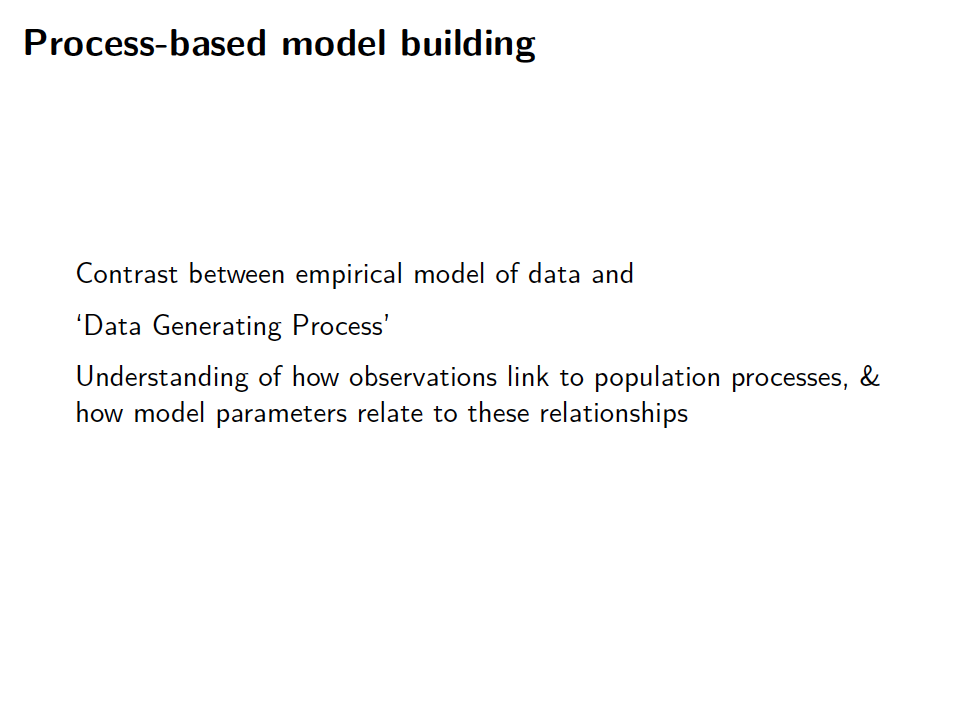 Process-based model building
Contrast between empirical model of data and
‘Data Generating Process’
Understanding of how observations link to population processes, &
how model parameters relate to these relationships